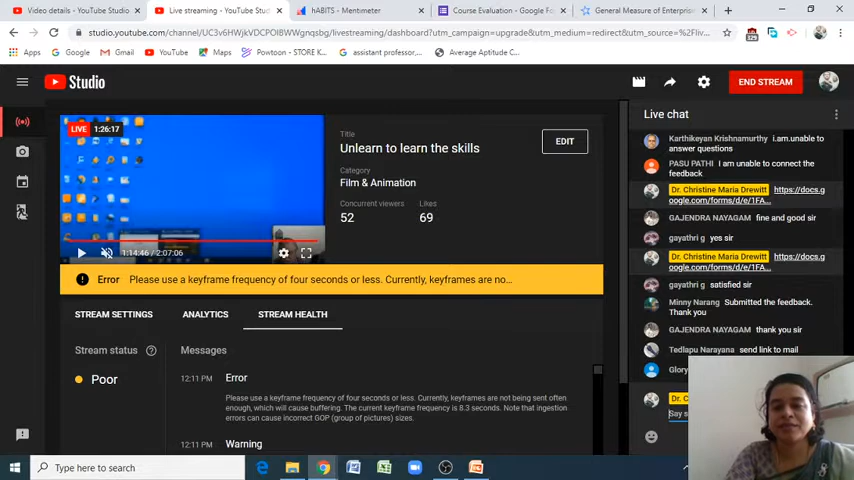 Video details - YouTube Studio
Live streaming - YouTube Stu
hABITS - Mentimeter
Course Evaluation - Google Fo
General Measure of Enterpris
studio.youtube.com/channel/UC3v6HWjkVDCPOIBWWgnqsbg/livestreaming/dashboard?utm_campaign=upgrade&utm_medium=redirect&utm_source=%2Fliv...
329
Google
Gmail
YouTube
Maps
Powtoon - STORE K...
assistant professor,...
Average Aptitude C...
Studio
END STREAM
LIVE 1:26:17
1:14:46 / 2:07:06
Title
Unlearn to learn the skills
EDIT
Category
Film & Animation
Concurrent viewers
Likes
52
69
Error Please use a keyframe frequency of four seconds or less. Currently, keyframes are no...
STREAM SETTINGS
ANALYTICS
STREAM HEALTH
Stream status
Poor
Messages
12:11 PM Error
Please use a keyframe frequency of four seconds or less. Currently, keyframes are not being sent often
enough, which will cause buffering. The current keyframe frequency is 8.3 seconds. Note that ingestion
errors can cause incorrect GOP (group of pictures) sizes.
12:11 PM Warning
Live chat
Karthikeyan Krishnamurthy i.am.unable to
answer questions
PASU PATHI I am unable to connect the
feedback
Dr. Christine Maria Drewitt https://docs.g
oogle.com/forms/d/e/1FA...
GAJENDRA NAYAGAM fine and good sir
gayathri g yes sir
Dr. Christine Maria Drewitt https://docs.g
oogle.com/forms/d/e/1FA...
gayathri g satisfied sir
Minny Narang Submitted the feedback.
Thank you
GAJENDRA NAYAGAM thank you sir
Tedlapu Narayana send link to mail
Glory
Dr. C
Say s
Type here to search